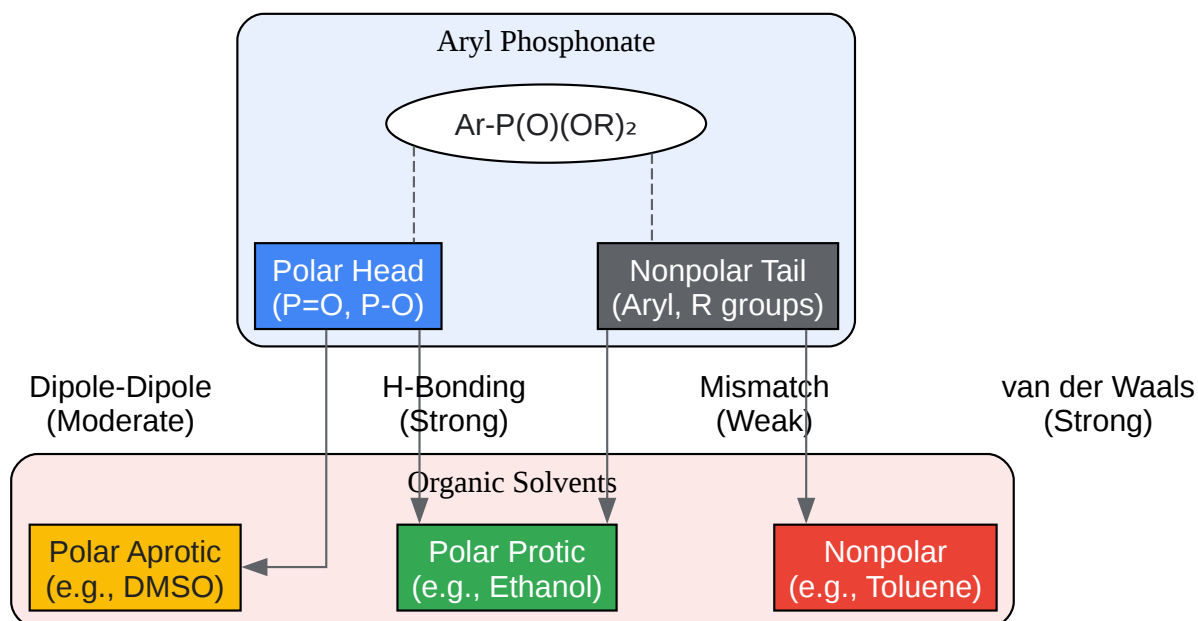 Aryl Phosphonate
Ar-P(O)(OR)₂
Polar Head
(P=O, P-O)
Nonpolar Tail
(Aryl, R groups)
Dipole-Dipole
(Moderate)
H-Bonding
(Strong)
Mismatch
(Weak)
van der Waals
(Strong)
Organic Solvents
Polar Aprotic
(e.g., DMSO)
Polar Protic
(e.g., Ethanol)
Nonpolar
(e.g., Toluene)